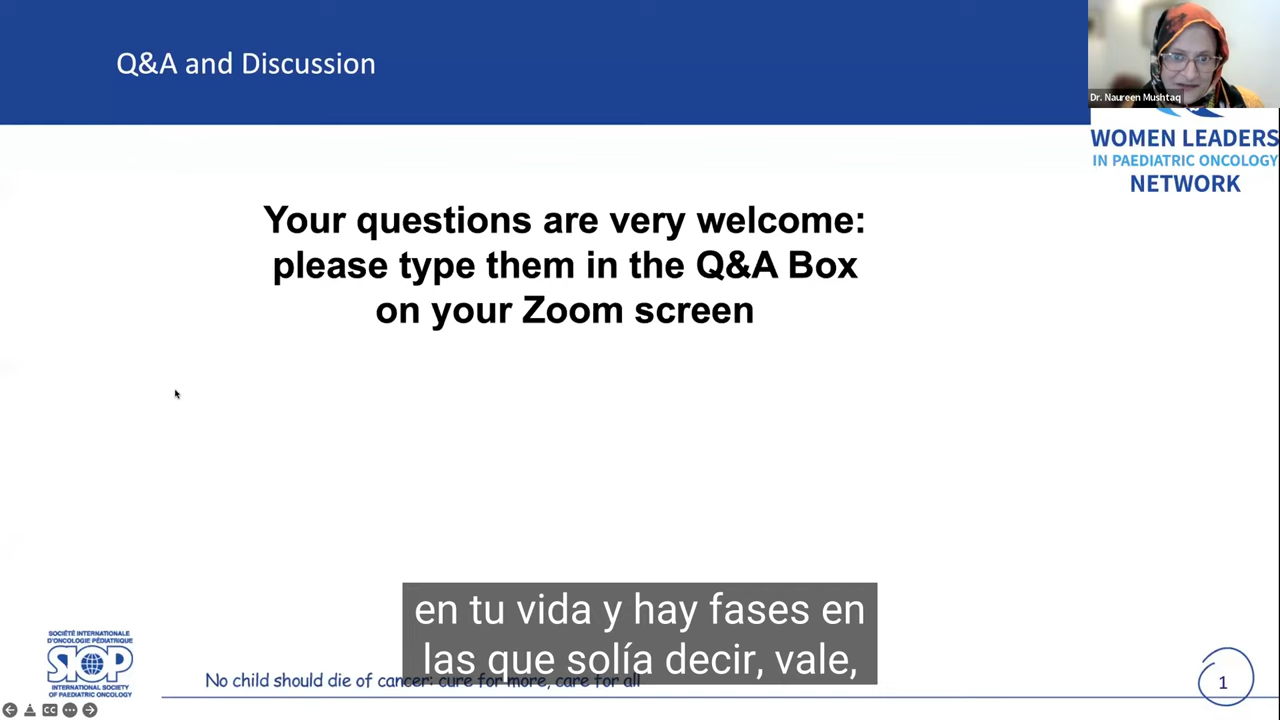 Q&A and Discussion
Dr. Naureen Mushtaq
WOMEN LEADERS
IN PAEDIATRIC ONCOLOGY
NETWORK
Your questions are very welcome:
please type them in the Q&A Box
on your Zoom screen
en tu vida y hay fases en
las que solía decir, vale,
SOCIÉTÉ INTERNATIONALE
D'ONCOLOGIE PÉDIATRIQUE
SIOP
INTERNATIONAL SOCIETY
OF PAEDIATRIC ONCOLOGY
No child should die of cancer: cure for more, care for all
1
CC